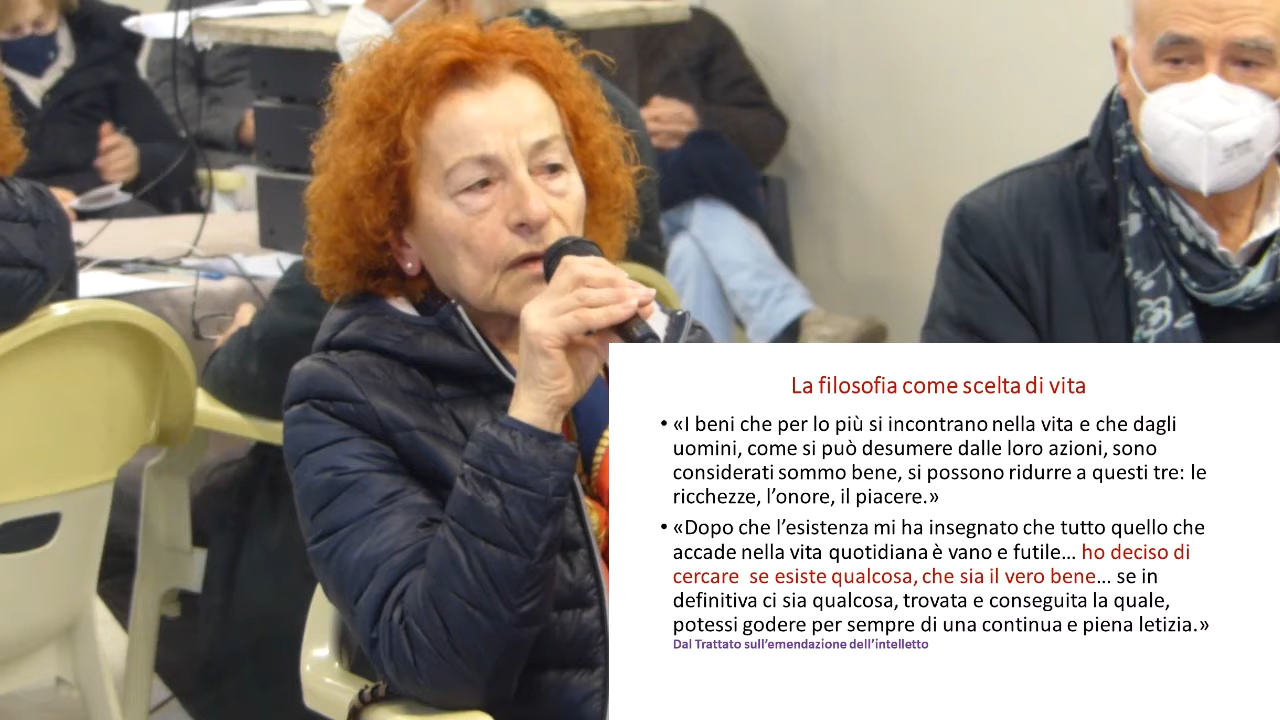 La filosofia come scelta di vita
• «I beni che per lo più si incontrano nella vita e che dagli
uomini, come si può desumere dalle loro azioni, sono
considerati sommo bene, si possono ridurre a questi tre: le
ricchezze, l'onore, il piacere.»
• «Dopo che l'esistenza mi ha insegnato che tutto quello che
accade nella vita quotidiana è vano e futile... ho deciso di
cercare se esiste qualcosa, che sia il vero bene... se in
definitiva ci sia qualcosa, trovata e conseguita la quale,
potessi godere per sempre di una continua e piena letizia.»
Dal Trattato sull'emendazione dell'intelletto